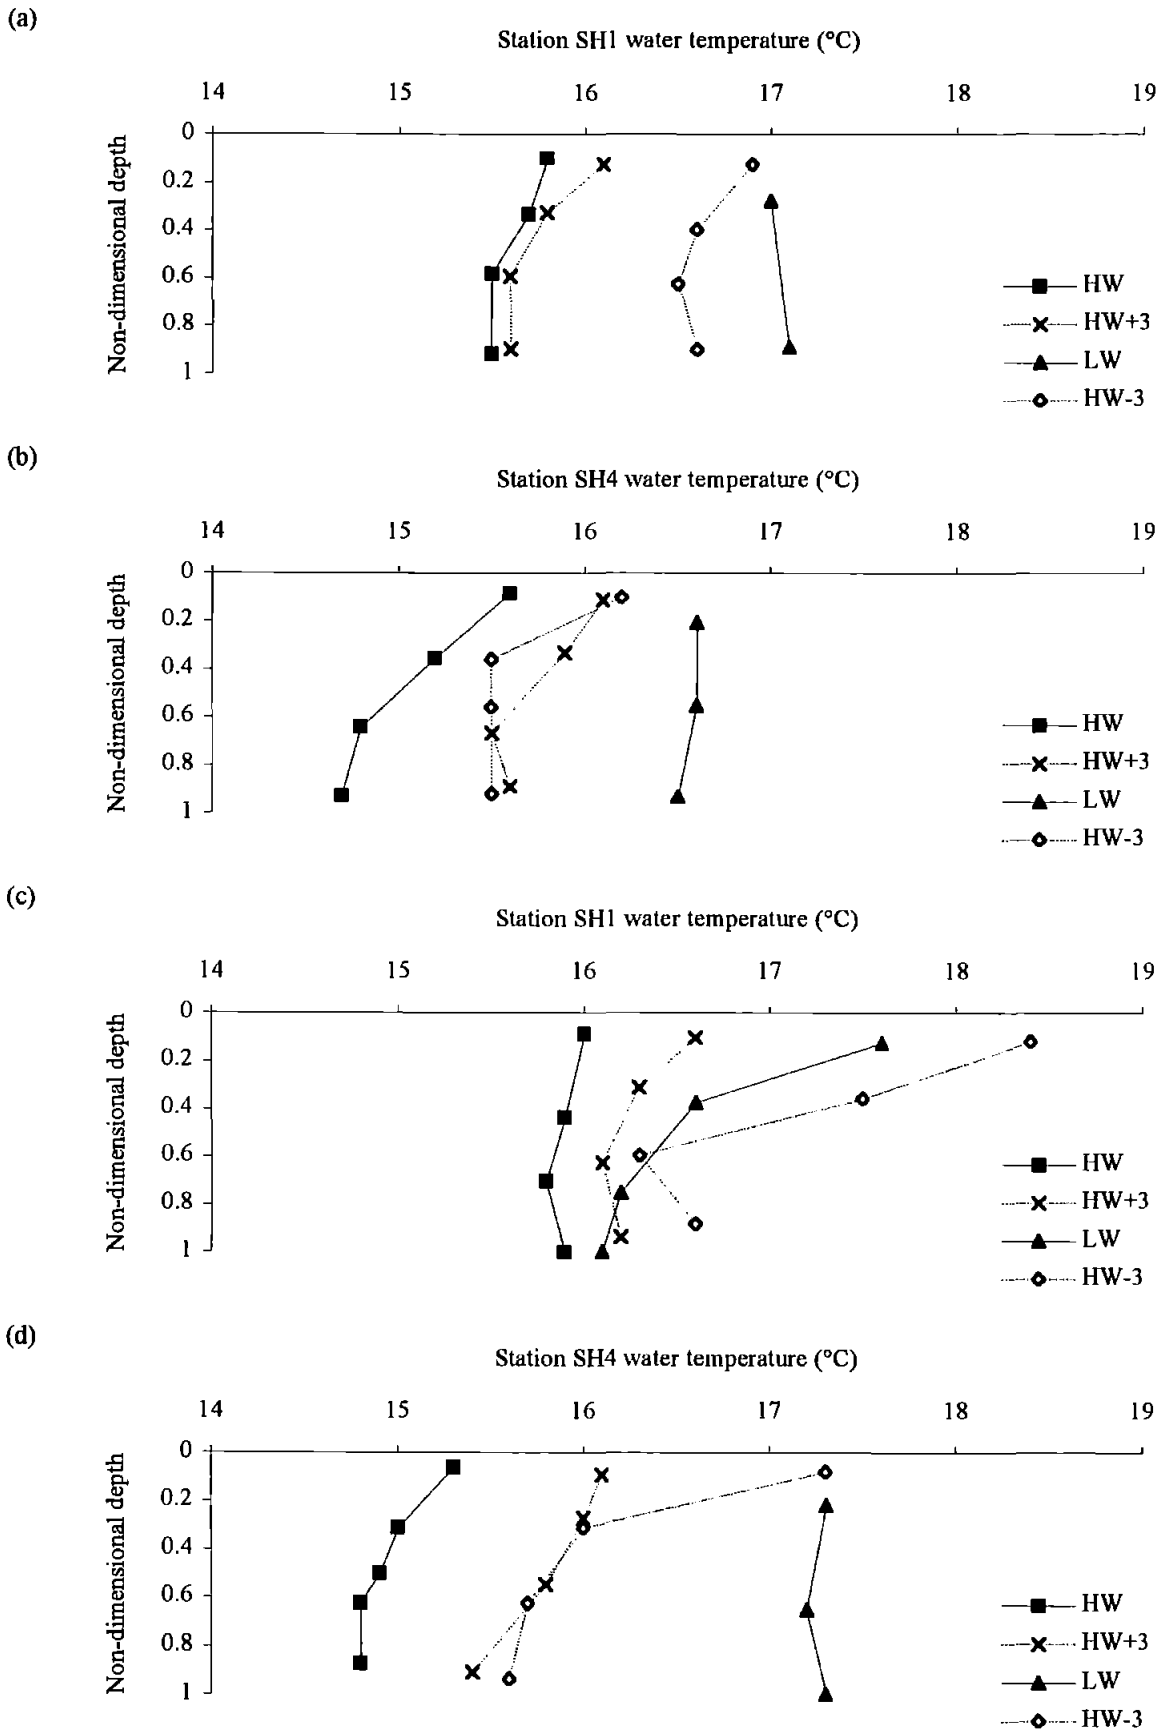 (a)
Station SH1 water temperature (°C)
14 15 16 17 18 19
Non-dimensional depth
0
0.2
0.4
0.6
0.8
1
HW
HW+3
LW
HW-3
(b)
Station SH4 water temperature (°C)
14 15 16 17 18 19
Non-dimensional depth
0
0.2
0.4
0.6
0.8
1
HW
HW+3
LW
HW-3
(c)
Station SH1 water temperature (°C)
14 15 16 17 18 19
Non-dimensional depth
0
0.2
0.4
0.6
0.8
1
HW
HW+3
LW
HW-3
(d)
Station SH4 water temperature (°C)
14 15 16 17 18 19
Non-dimensional depth
0
0.2
0.4
0.6
0.8
1
HW
HW+3
LW
HW-3